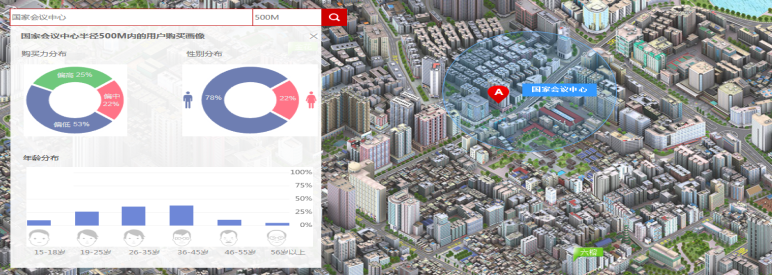 国家会议中心 500M
国家会议中心半径500M内的用户购买画像
购买力分布 性别分布
偏高 25%
偏中 22%
偏低 53%
78% 22%
A
国家会议中心
年龄分布
100%
75%
50%
25%
0%
15-18岁 19-25岁 26-35岁 36-45岁 46-55岁 56岁以上